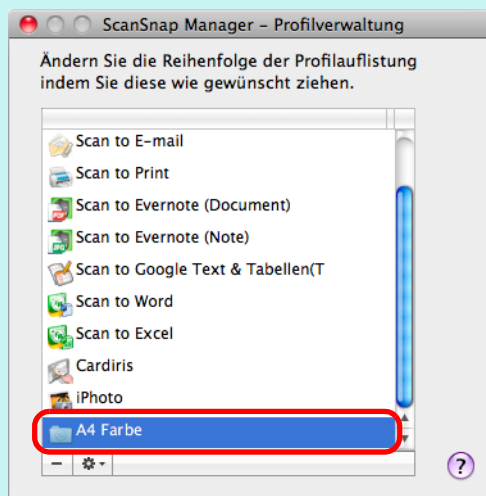 ScanSnap Manager – Profilverwaltung
Ändern Sie die Reihenfolge der Profilauflistung
indem Sie diese wie gewünscht ziehen.
Scan to E-mail
Scan to Print
Scan to Evernote (Document)
Scan to Evernote (Note)
Scan to Google Text & Tabellen(T
Scan to Word
Scan to Excel
Cardiris
iPhoto
A4 Farbe
?